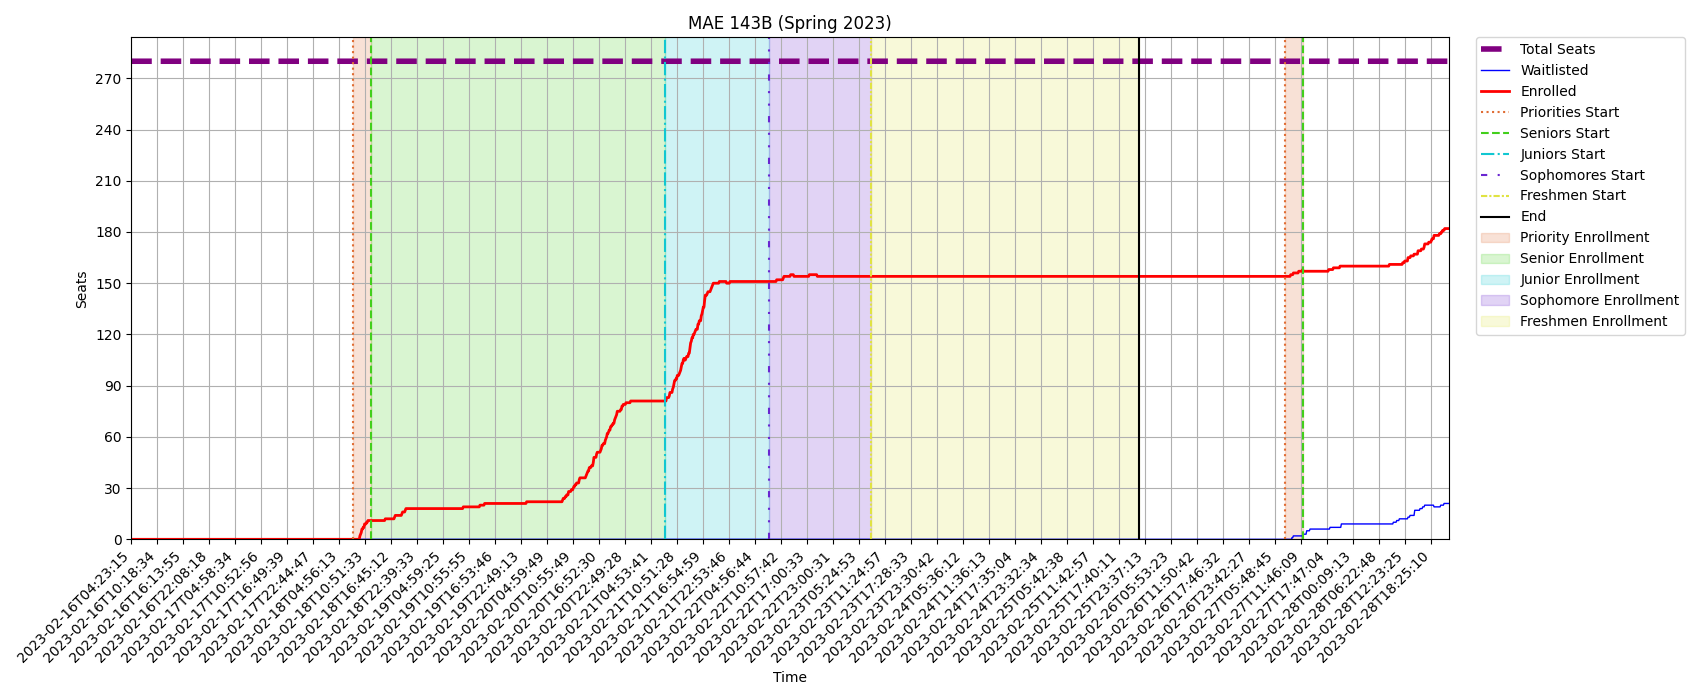 MAE 143B (Spring 2023)
Seats
270
240
210
180
150
120
90
60
30
0
2023-02-16T04:23:15
2023-02-16T10:18:34
2023-02-16T16:13:55
2023-02-16T22:08:18
2023-02-17T04:58:34
2023-02-17T10:52:56
2023-02-17T16:49:39
2023-02-17T22:44:47
2023-02-18T04:56:13
2023-02-18T10:51:33
2023-02-18T16:45:12
2023-02-18T22:39:33
2023-02-19T04:59:25
2023-02-19T10:55:55
2023-02-19T16:53:46
2023-02-19T22:49:13
2023-02-20T04:59:49
2023-02-20T10:55:49
2023-02-20T16:52:30
2023-02-20T22:49:28
2023-02-21T04:53:41
2023-02-21T10:51:28
2023-02-21T16:54:59
2023-02-21T22:53:46
2023-02-22T04:56:44
2023-02-22T10:57:42
2023-02-22T17:00:33
2023-02-22T23:00:31
2023-02-23T05:24:53
2023-02-23T11:24:57
2023-02-23T17:28:33
2023-02-23T23:30:42
2023-02-24T05:36:12
2023-02-24T11:36:13
2023-02-24T17:35:04
2023-02-24T23:32:34
2023-02-25T05:42:38
2023-02-25T11:42:57
2023-02-25T17:40:11
2023-02-25T23:37:13
2023-02-26T05:53:23
2023-02-26T11:50:42
2023-02-26T17:46:32
2023-02-26T23:42:27
2023-02-27T05:48:45
2023-02-27T11:46:09
2023-02-27T17:47:04
2023-02-28T00:09:13
2023-02-28T06:22:48
2023-02-28T12:23:25
2023-02-28T18:25:10
Time
Total Seats
Waitlisted
Enrolled
Priorities Start
Seniors Start
Juniors Start
Sophomores Start
Freshmen Start
End
Priority Enrollment
Senior Enrollment
Junior Enrollment
Sophomore Enrollment
Freshmen Enrollment